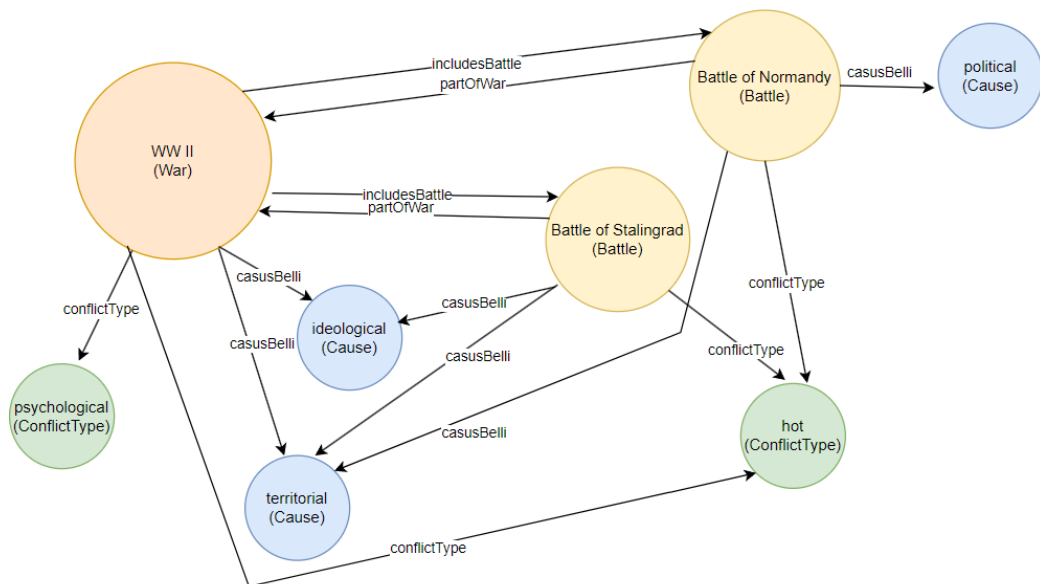 includesBattle
partOfWar
Battle of Normandy
(Battle)
casusBelli
political
(Cause)
WW II
(War)
includesBattle
partOfWar
Battle of Stalingrad
(Battle)
casusBelli
conflictType
casusBelli
conflictType
ideological
(Cause)
casusBelli
casusBelli
conflictType
psychological
(ConflictType)
casusBelli
hot
(ConflictType)
territorial
(Cause)
conflictType